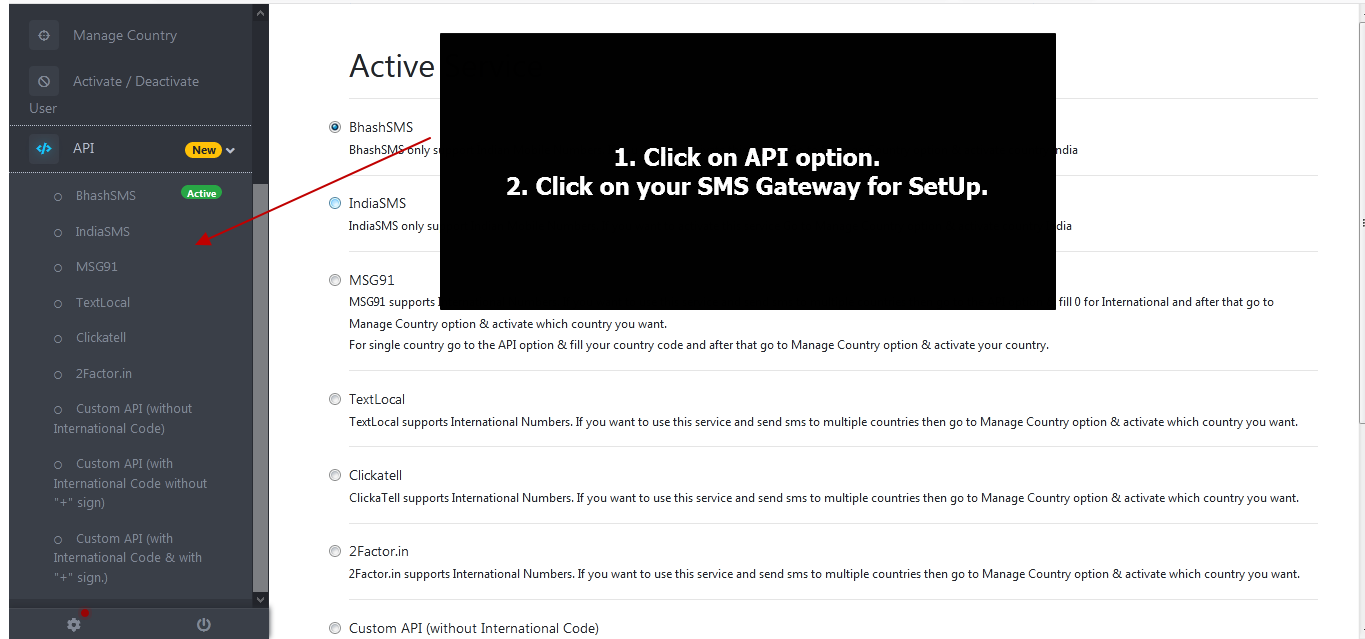 Manage Country
Activate / Deactivate
User
API
New
BhashSMS
Active
IndiaSMS
MSG91
TextLocal
Clickatell
2Factor.in
Custom API (without
International Code)
Custom API (with
International Code without
"+" sign)
Custom API (with
International Code & with
"+" sign.)
Active
1. Click on API option.
2. Click on your SMS Gateway for SetUp.
BhashSMS
BhashSMS only
IndiaSMS
IndiaSMS only
MSG91
MSG91 supports
fill 0 for International and after that go to
Manage Country option & activate which country you want.
For single country go to the API option & fill your country code and after that go to Manage Country option & activate your country.
TextLocal
TextLocal supports International Numbers. If you want to use this service and send sms to multiple countries then go to Manage Country option & activate which country you want.
Clickatell
ClickaTell supports International Numbers. If you want to use this service and send sms to multiple countries then go to Manage Country option & activate which country you want.
2Factor.in
2Factor.in supports International Numbers. If you want to use this service and send sms to multiple countries then go to Manage Country option & activate which country you want.
Custom API (without International Code)